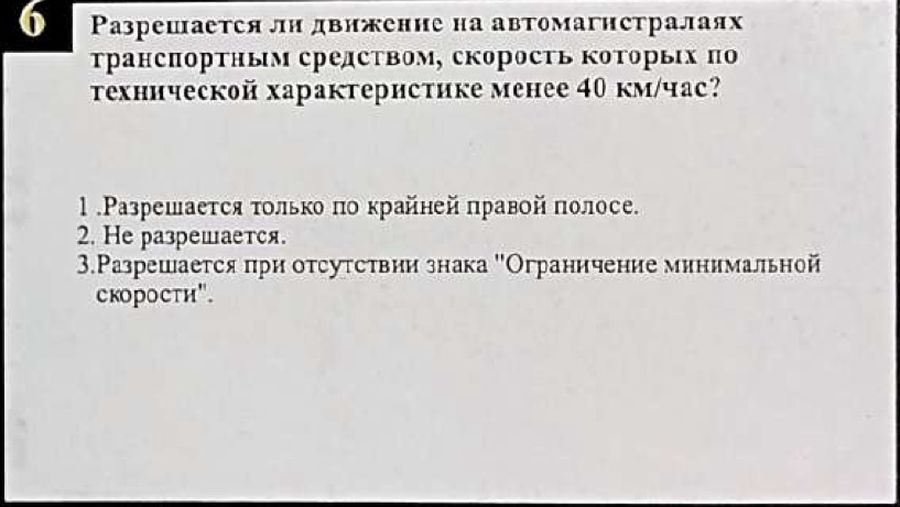 6
Разрешается ли движение на автомагистралаях
транспортным средством, скорость которых по
технической характеристике менее 40 км/час?
1 .Разрешается только по крайней правой полосе.
2. Не разрешается.
3.Разрешается при отсутствии знака "Ограничение минимальной
скорости".